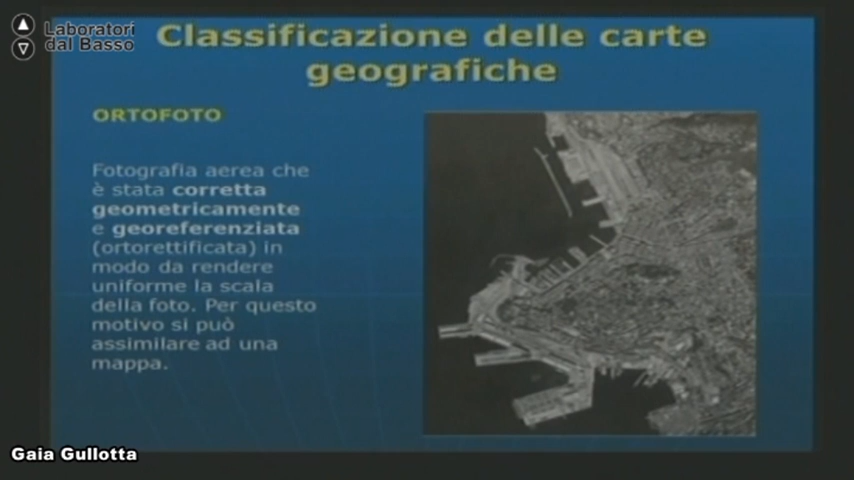 Laboratori
dal Basso
Classificazione delle carte
geografiche
ORTOFOTO
Fotografia aerea che
è stata corretta
geometricamente
e georeferenziata
(ortorettificata) in
modo da rendere
uniforme la scala
della foto. Per questo
motivo si può
assimilare ad una
mappa.
Gaia Gullotta